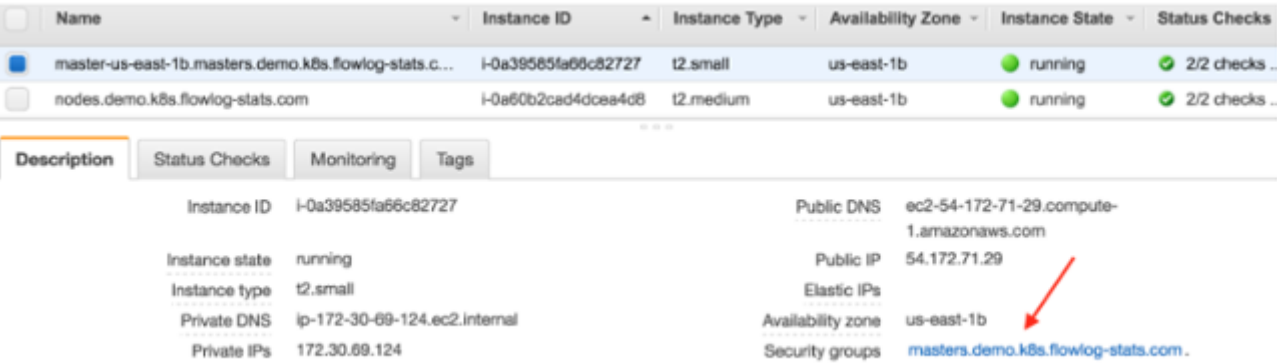 Name Instance ID Instance Type Availability Zone Instance State Status Checks
master-us-east-1b.masters.demo.k8s.flowlog-stats.c... i-0a39585fa66c82727 t2.small us-east-1b running 2/2 checks ..
nodes.demo.k8s.flowlog-stats.com i-0a60b2cad4dcea4d8 t2.medium us-east-1b running 2/2 checks ..
Description Status Checks Monitoring Tags
Instance ID i-0a39585fa66c82727 Public DNS ec2-54-172-71-29.compute-
1.amazonaws.com
Instance state running Public IP 54.172.71.29
Instance type t2.small Elastic IPs
Private DNS ip-172-30-69-124.ec2.internal Availability zone us-east-1b
Private IPs 172.30.69.124 Security groups masters.demo.k8s.flowlog-stats.com .